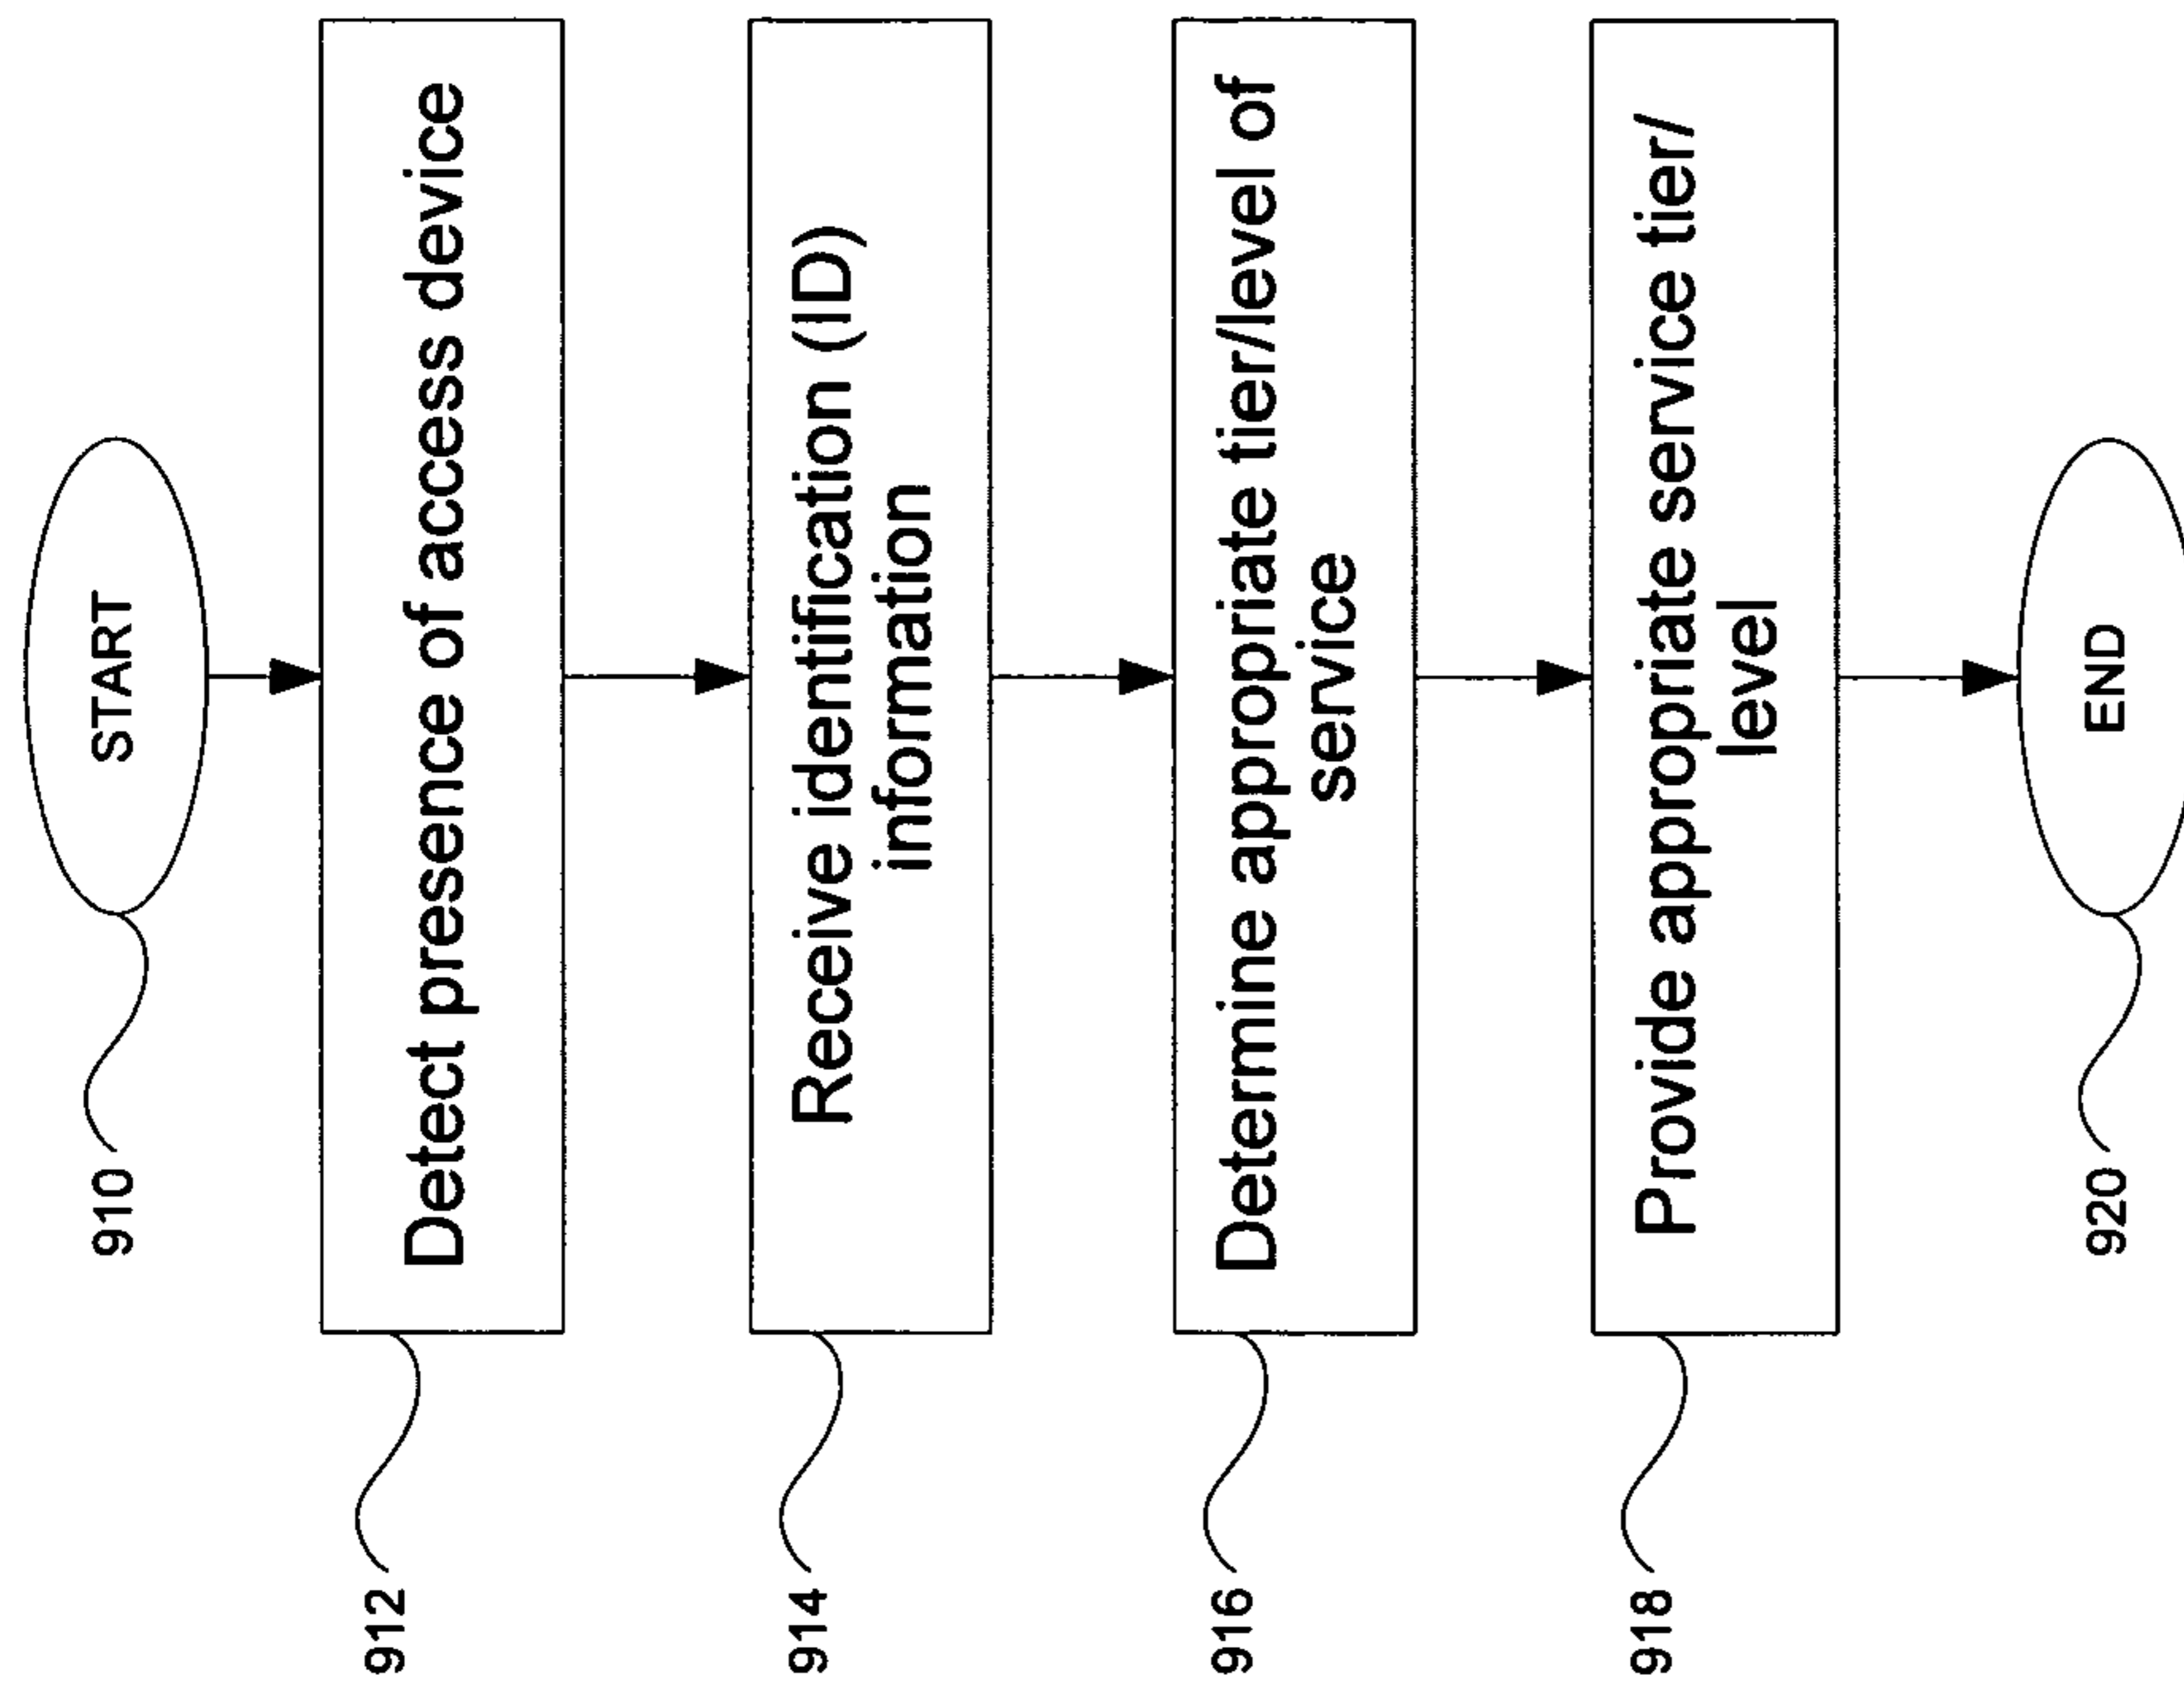 START
910
Detect presence of access device
912
Receive identification (ID)
information
914
Determine appropriate tier/level of
service
916
Provide appropriate service tier/
level
918
END
920